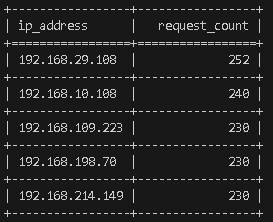 +-----------------+-----------------+
| ip_address      |   request_count |
+=================+=================+
| 192.168.29.108  |             252 |
+-----------------+-----------------+
| 192.168.10.108  |             240 |
+-----------------+-----------------+
| 192.168.109.223 |             230 |
+-----------------+-----------------+
| 192.168.198.70  |             230 |
+-----------------+-----------------+
| 192.168.214.149 |             230 |
+-----------------+-----------------+